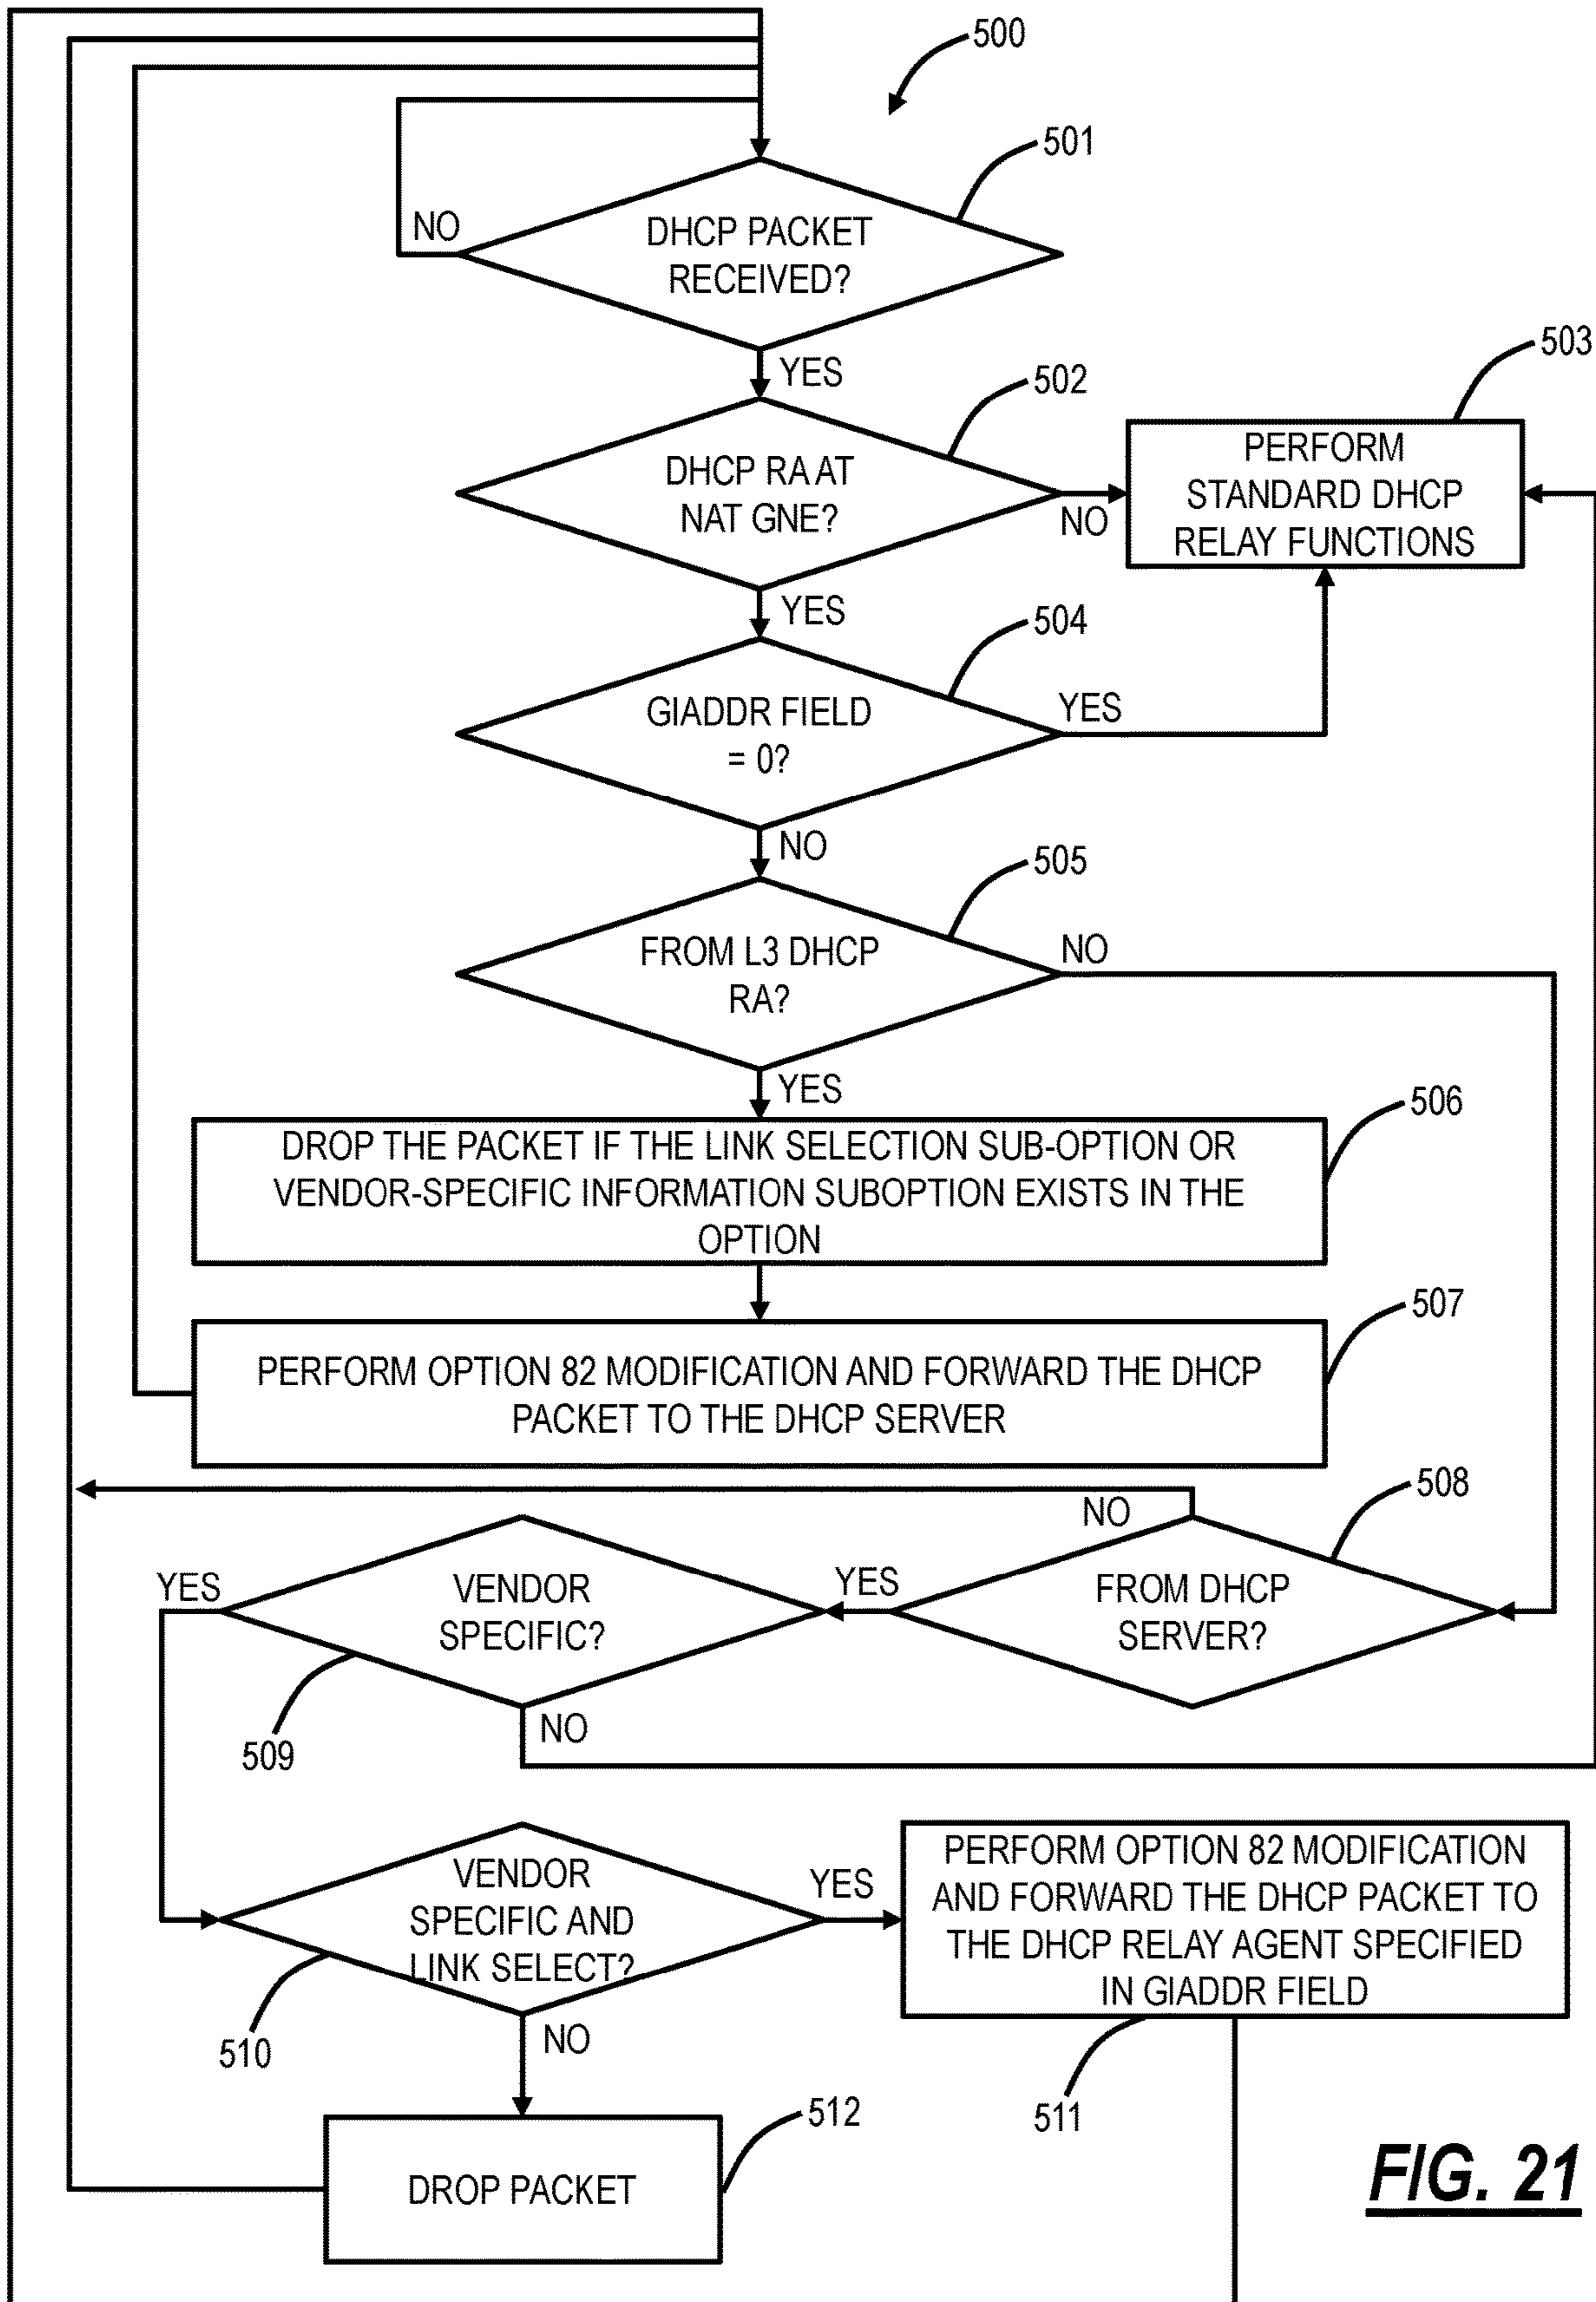 500
501
DHCP PACKET
RECEIVED?
NO
YES
502
503
DHCP RA AT
NAT GNE?
NO
PERFORM
STANDARD DHCP
RELAY FUNCTIONS
YES
504
GIADDR FIELD
= 0?
YES
NO
505
FROM L3 DHCP
RA?
NO
YES
506
DROP THE PACKET IF THE LINK SELECTION SUB-OPTION OR
VENDOR-SPECIFIC INFORMATION SUBOPTION EXISTS IN THE
OPTION
507
PERFORM OPTION 82 MODIFICATION AND FORWARD THE DHCP
PACKET TO THE DHCP SERVER
508
NO
FROM DHCP
SERVER?
YES
VENDOR
SPECIFIC?
YES
509
NO
VENDOR
SPECIFIC AND
LINK SELECT?
YES
510
NO
PERFORM OPTION 82 MODIFICATION
AND FORWARD THE DHCP PACKET TO
THE DHCP RELAY AGENT SPECIFIED
IN GIADDR FIELD
511
512
DROP PACKET
FIG. 21